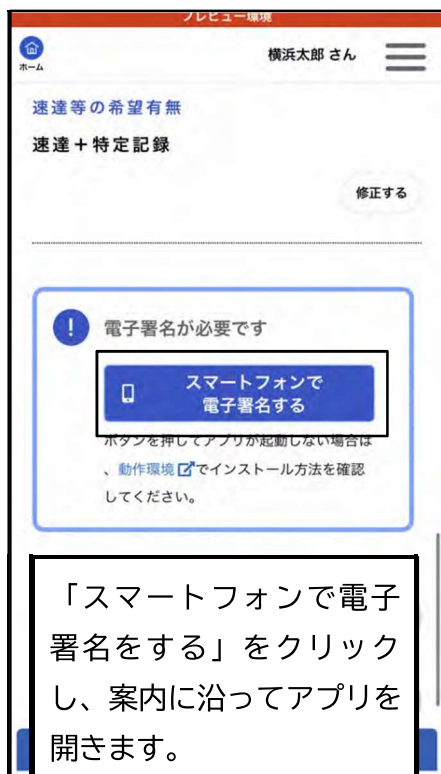 プレビュー環境
ホーム
横浜太郎 さん
速達等の希望有無
速達＋特定記録
修正する
!
電子署名が必要です
スマートフォンで
電子署名する
ボタンを押してアプリが起動しない場合は
、動作環境でインストール方法を確認
してください。
「スマートフォンで電子
署名をする」をクリック
し、案内に沿ってアプリを
開きます。